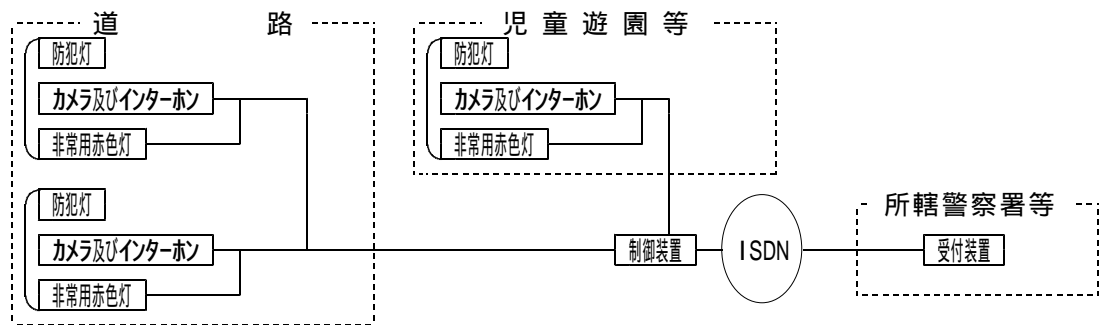 道 路
防犯灯
カメラ及びインターホン
非常用赤色灯
防犯灯
カメラ及びインターホン
非常用赤色灯
児童遊園等
防犯灯
カメラ及びインターホン
非常用赤色灯
制御装置
ISDN
所轄警察署等
受付装置